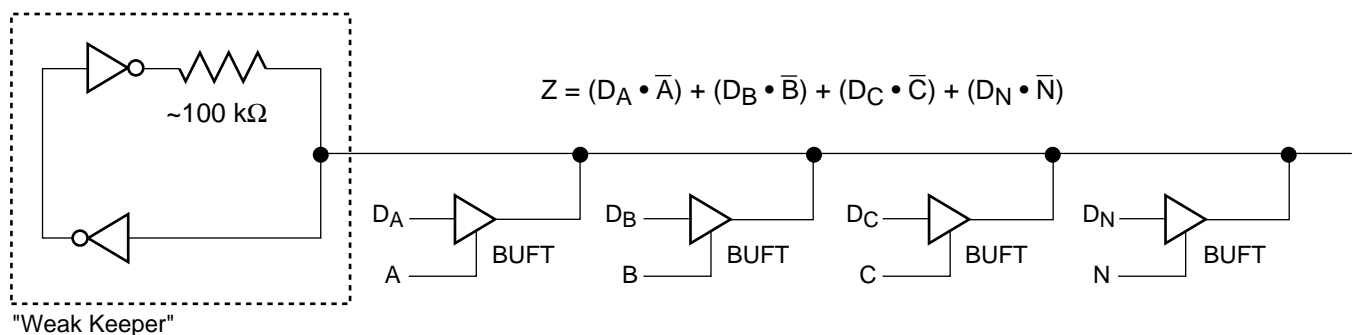 Z = (D_A • A̅) + (D_B • B̅) + (D_C • C̅) + (D_N • N̅)
~100 kΩ
D_A
D_B
D_C
D_N
BUFT
BUFT
BUFT
BUFT
A
B
C
N
"Weak Keeper"